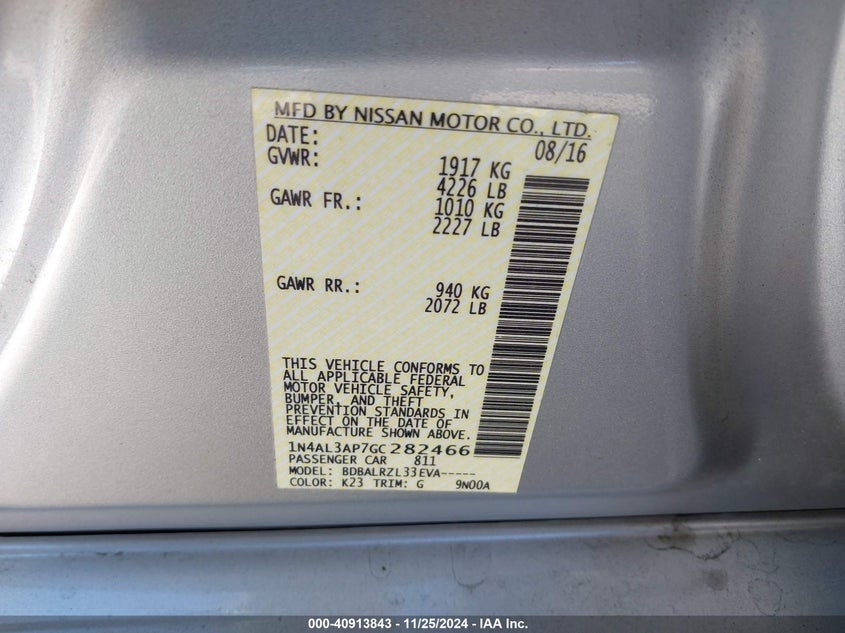 MFD BY NISSAN MOTOR CO., LTD.
DATE: 08/16
GVWR: 1917 KG
4226 LB
GAWR FR.: 1010 KG
2227 LB
GAWR RR.: 940 KG
2072 LB
THIS VEHICLE CONFORMS TO
ALL APPLICABLE FEDERAL
MOTOR VEHICLE SAFETY,
BUMPER, AND THEFT
PREVENTION STANDARDS IN
EFFECT ON THE DATE OF
MANUFACTURE SHOWN ABOVE.
1N4AL3AP7GC282466
PASSENGER CAR 811
MODEL: BDBALRZL33EVA-----
COLOR: K23 TRIM: G 9N00A
000-40913843 - 11/25/2024 - IAA Inc.